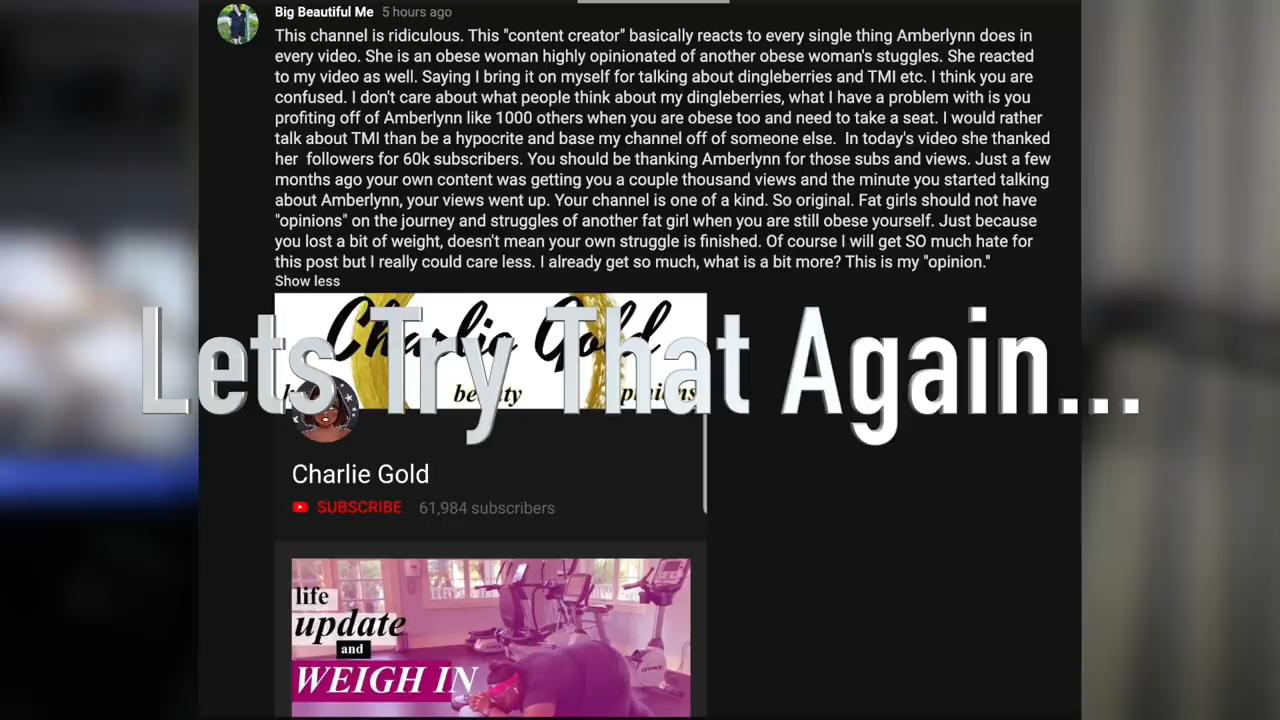 Big Beautiful Me 5 hours ago
This channel is ridiculous. This "content creator" basically reacts to every single thing Amberlynn does in
every video. She is an obese woman highly opinionated of another obese woman's stuggles. She reacted
to my video as well. Saying I bring it on myself for talking about dingleberries and TMI etc. I think you are
confused. I don't care about what people think about my dingleberries, what I have a problem with is you
profiting off of Amberlynn like 1000 others when you are obese too and need to take a seat. I would rather
talk about TMI than be a hypocrite and base my channel off of someone else. In today's video she thanked
her followers for 60k subscribers. You should be thanking Amberlynn for those subs and views. Just a few
months ago your own content was getting you a couple thousand views and the minute you started talking
about Amberlynn, your views went up. Your channel is one of a kind. So original. Fat girls should not have
"opinions" on the journey and struggles of another fat girl when you are still obese yourself. Just because
you lost a bit of weight, doesn't mean your own struggle is finished. Of course I will get SO much hate for
this post but I really could care less. I already get so much, what is a bit more? This is my "opinion."
Show less
Charlie Gold
Lets Try That Again...
beauty
Charlie Gold
SUBSCRIBE 61,984 subscribers
life
update
and
WEIGH IN